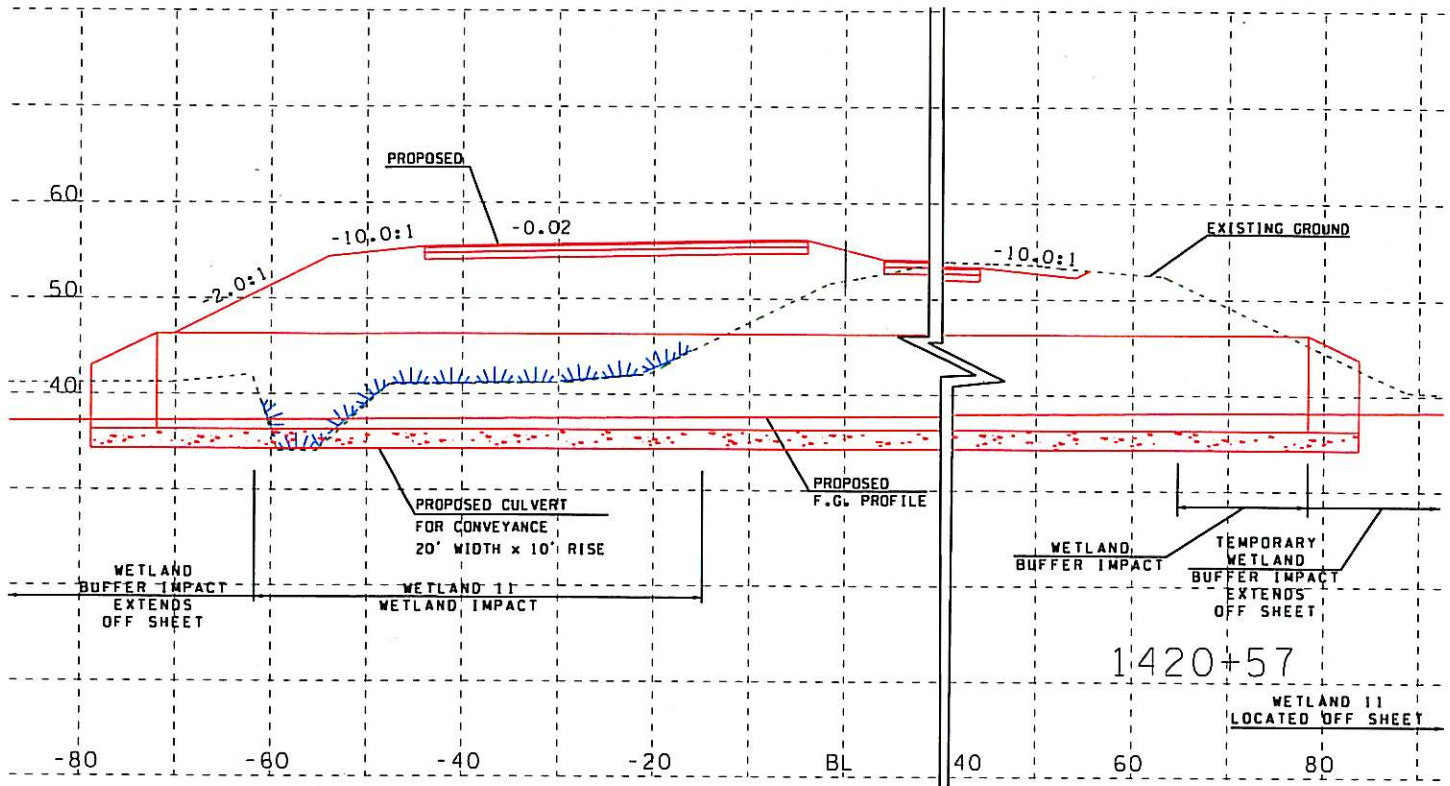 PROPOSED
60
-10.0:1
-0.02
EXISTING GROUND
-10.0:1
-2.0:1
50
40
PROPOSED CULVERT
FOR CONVEYANCE
20' WIDTH x 10' RISE
PROPOSED
F.G. PROFILE
WETLAND
BUFFER IMPACT
EXTENDS
OFF SHEET
WETLAND 11
WETLAND IMPACT
WETLAND
BUFFER IMPACT
TEMPORARY
WETLAND
BUFFER IMPACT
EXTENDS
OFF SHEET
1420+57
WETLAND 11
LOCATED OFF SHEET
-80 -60 -40 -20 BL 40 60 80